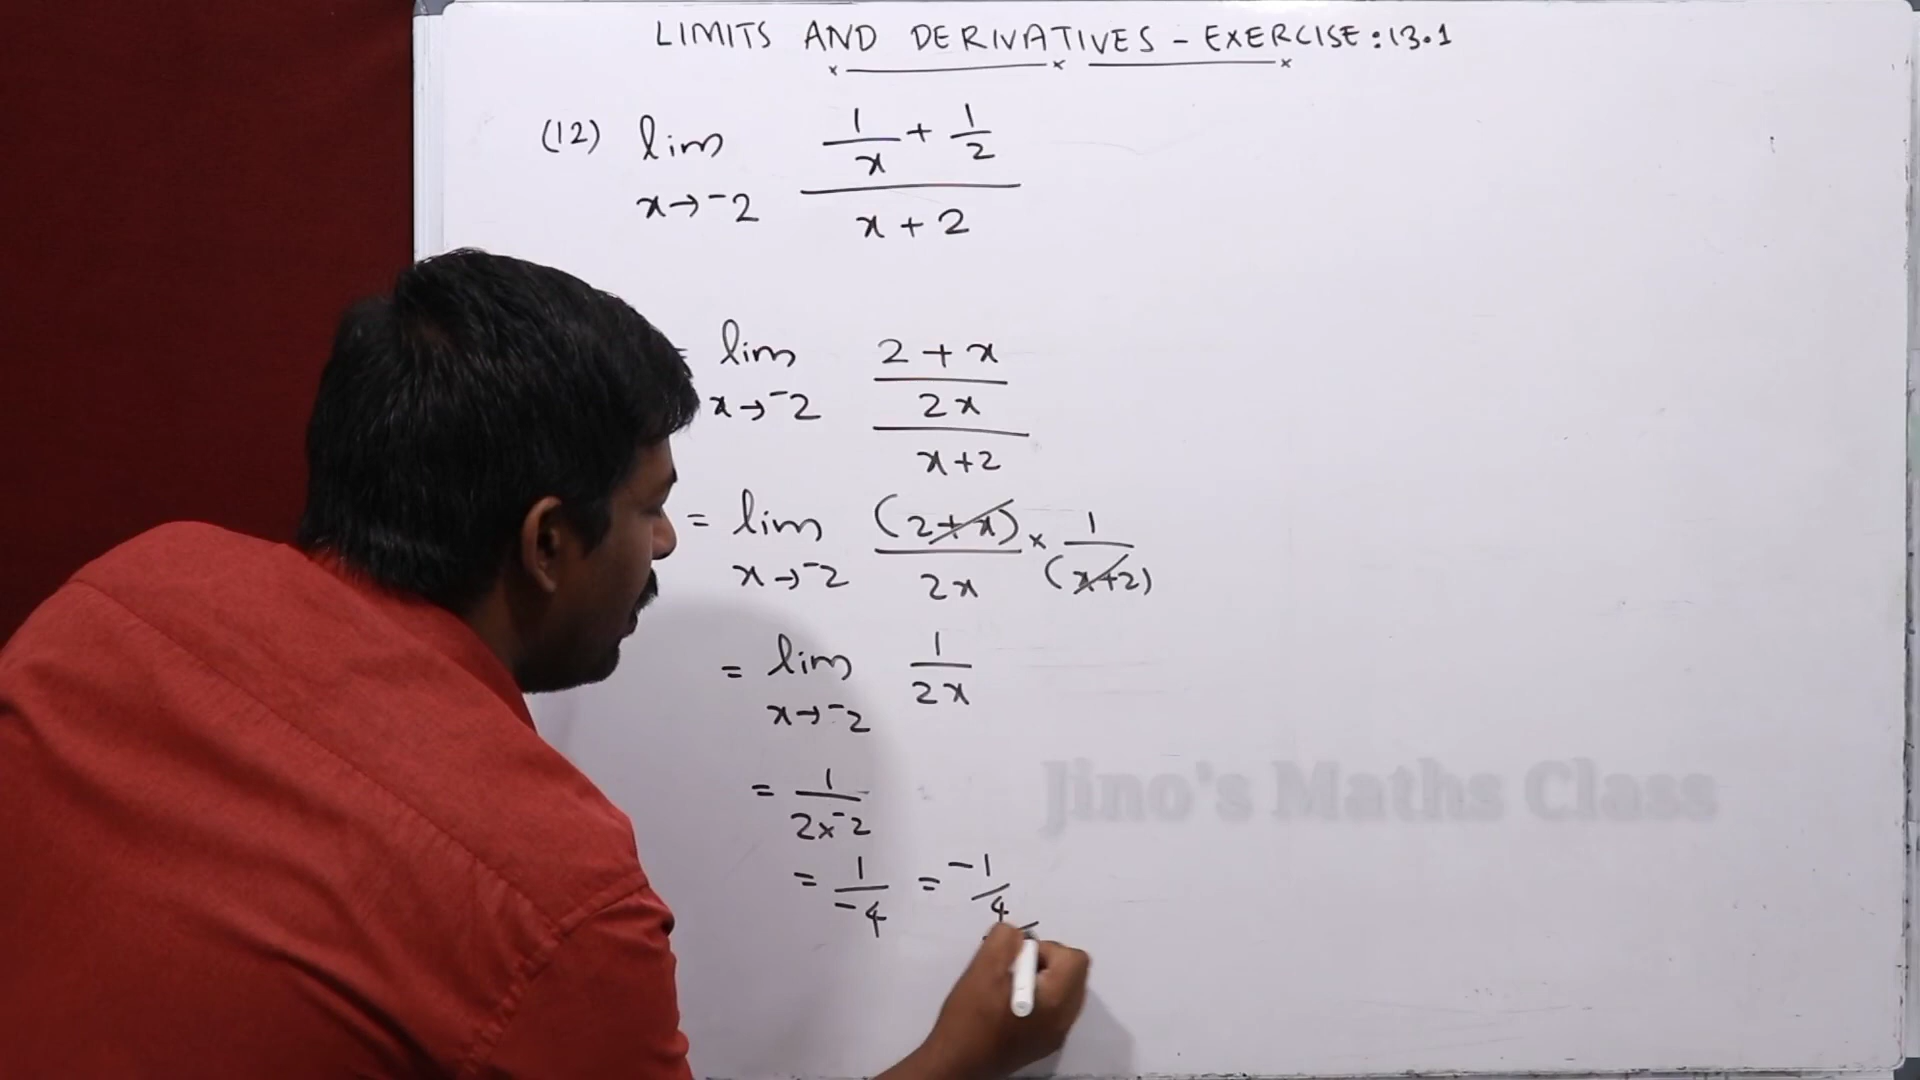 LIMITS AND DERIVATIVES - EXERCISE: 13.1
(12) lim x→-2 (1/x + 1/2)/(x + 2)
= lim x→-2 ((2 + x)/(2x))/(x+2)
= lim x→-2 (2+x)/(2x) × 1/(x+2)
= lim x→-2 1/(2x)
= 1/(2x-2)
= 1/-4 = -1/4
Jino's Maths Class